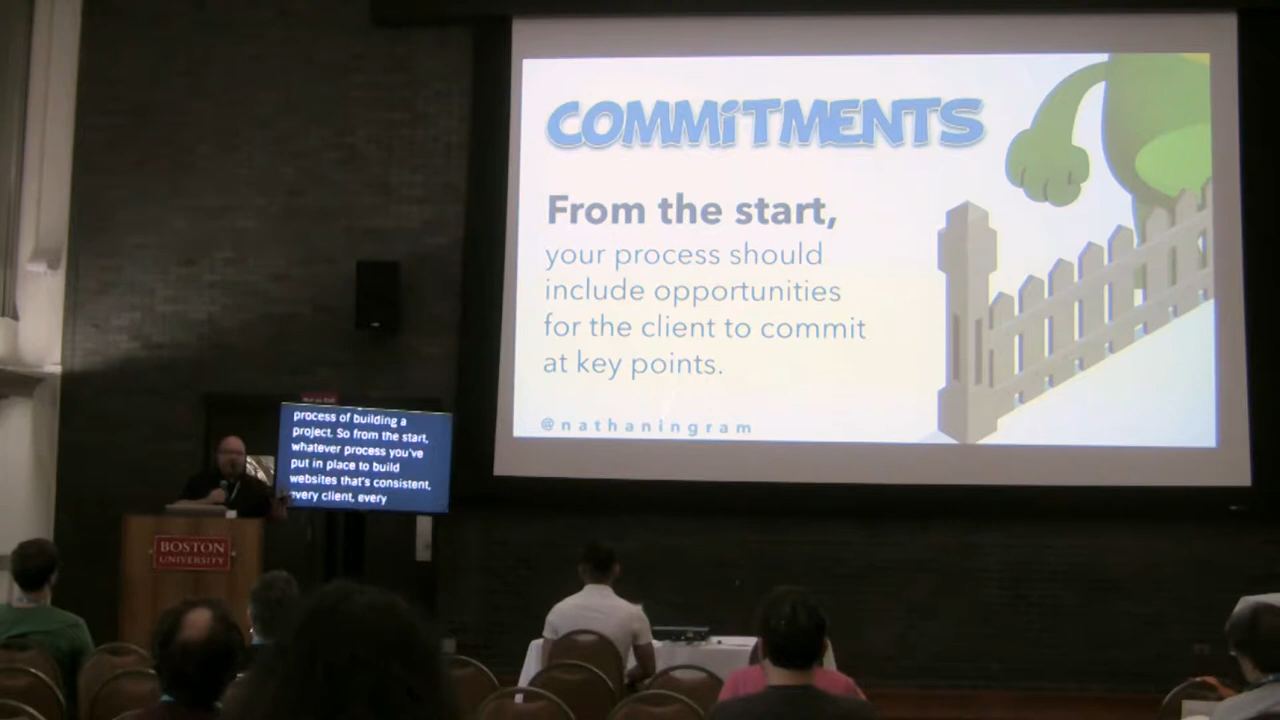 COMMiTMENTS
From the start,
your process should
include opportunities
for the client to commit
at key points.
@nathaningram
process of building a
project. So from the start,
whatever process you've
put in place to build
websites that's consistent,
every client, every
BOSTON
UNIVERSITY